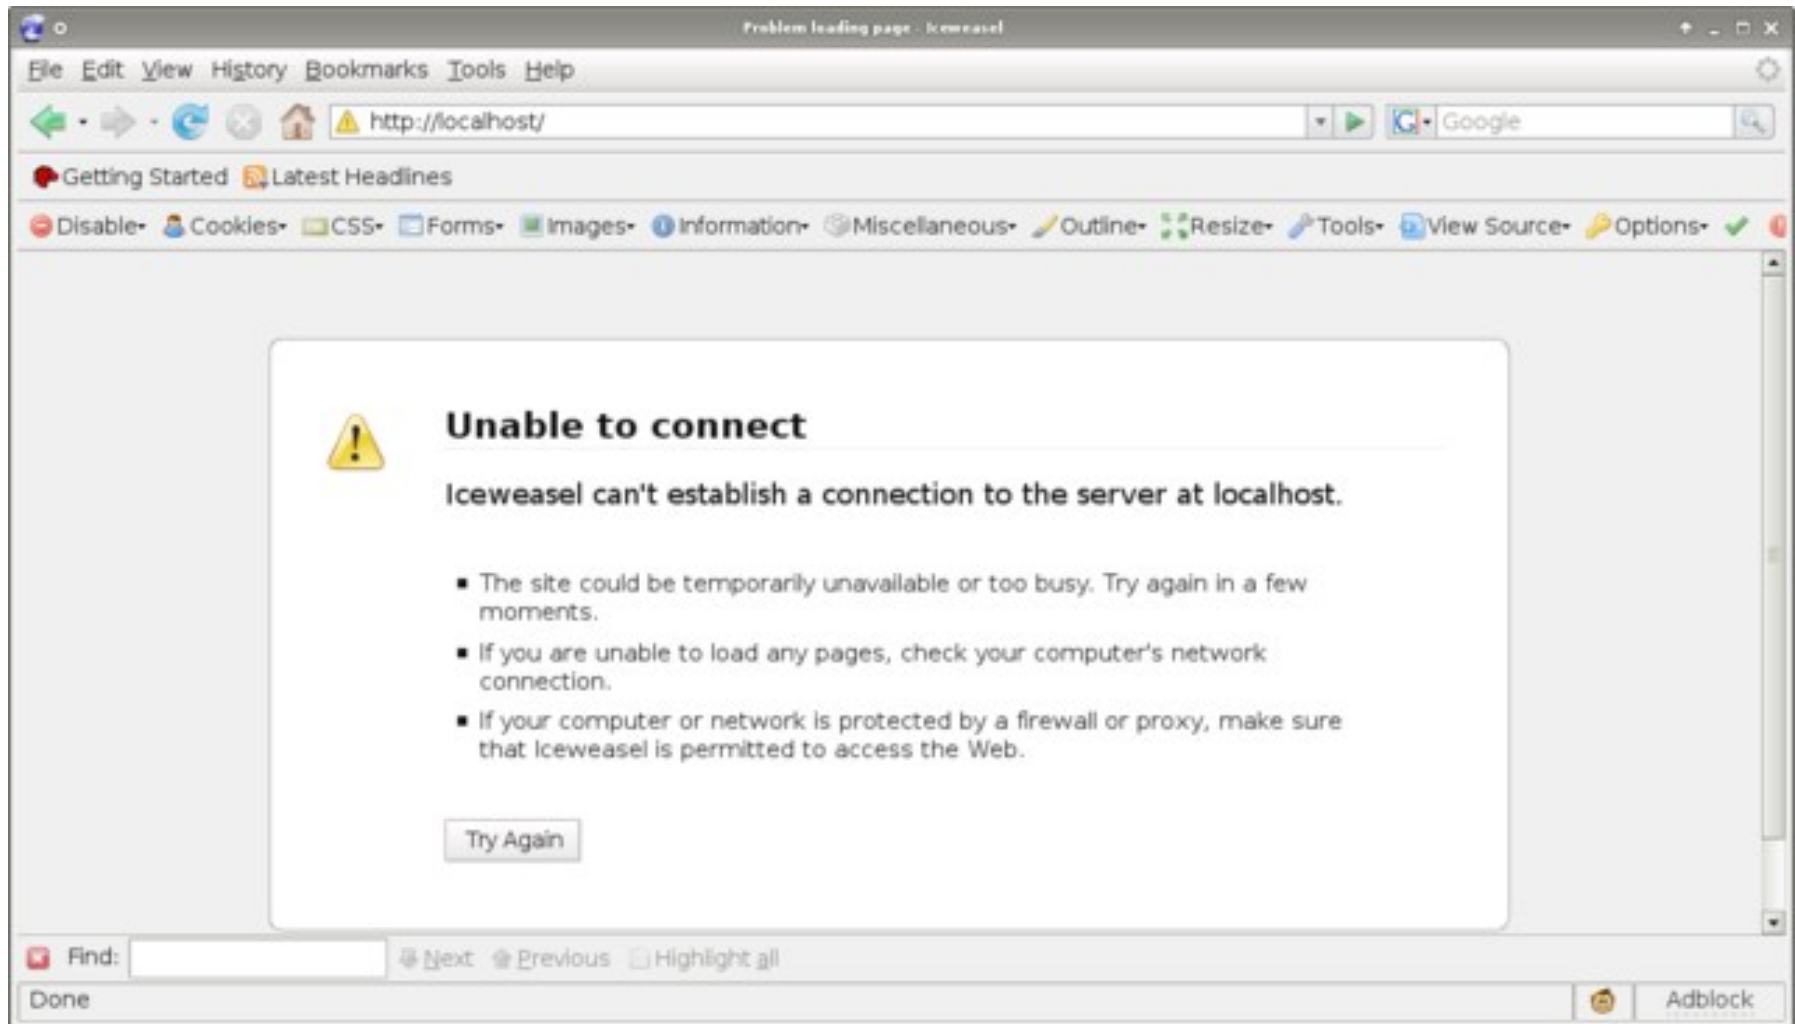 Problem loading page - Iceweasel
File Edit View History Bookmarks Tools Help
http://localhost/
Google
Getting Started Latest Headlines
Disable Cookies CSS Forms Images Information Miscellaneous Outline Resize Tools View Source Options
Unable to connect
Iceweasel can't establish a connection to the server at localhost.
The site could be temporarily unavailable or too busy. Try again in a few
moments.
If you are unable to load any pages, check your computer's network
connection.
If your computer or network is protected by a firewall or proxy, make sure
that Iceweasel is permitted to access the Web.
Try Again
Find: Next Previous Highlight all
Done Adblock